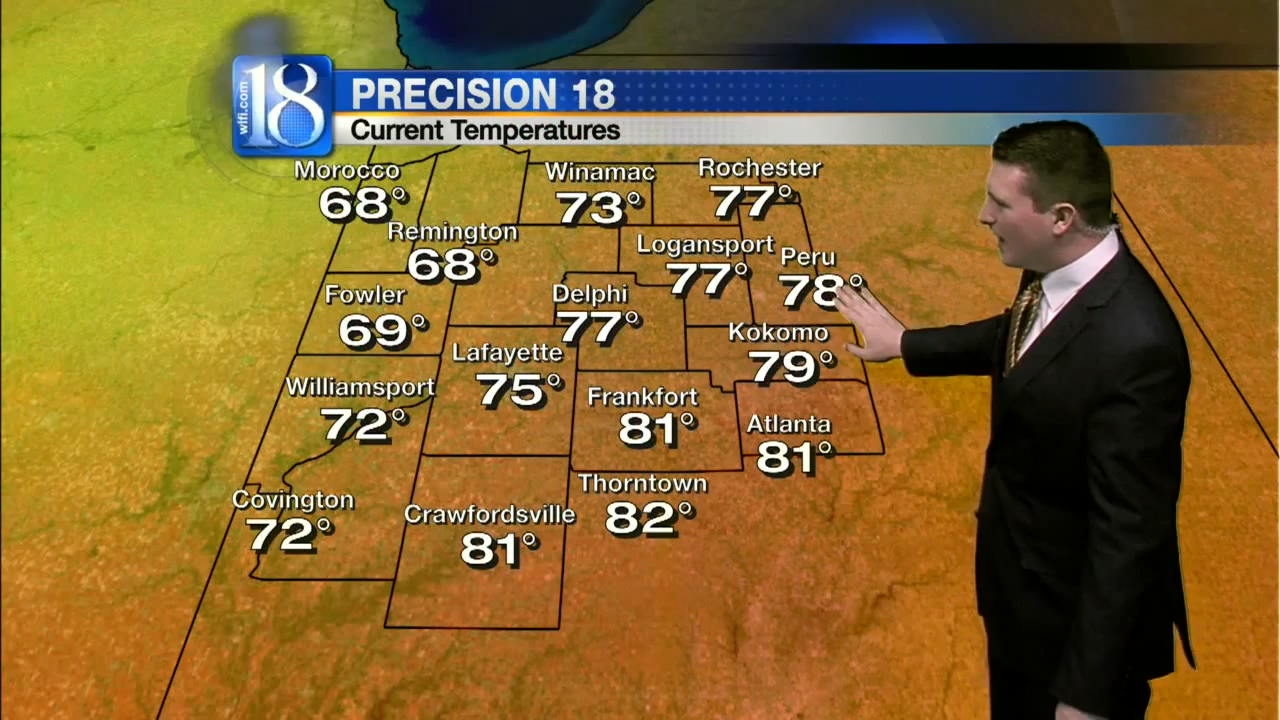 wlfi.com
18
PRECISION 18
Current Temperatures
Morocco
68°
Winamac
73°
Rochester
77°
Remington
68°
Logansport
77°
Peru
78°
Fowler
69°
Delphi
77°
Kokomo
79°
Lafayette
75°
Williamsport
72°
Frankfort
81°
Atlanta
81°
Covington
72°
Crawfordsville
81°
Thorntown
82°